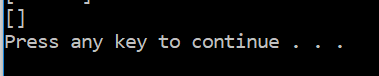 []
Press any key to continue . . .